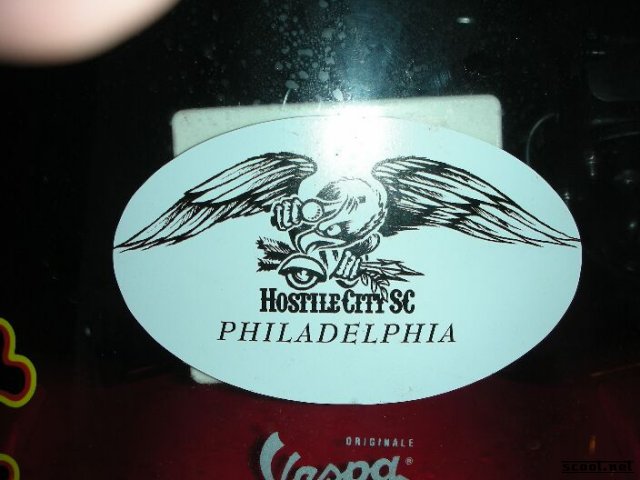 HOSTILE CITY SC
PHILADELPHIA
ORIGINALE
Vespa®
scoot.net